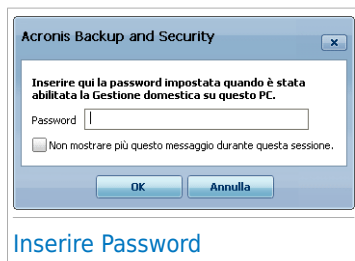 Acronis Backup and Security
Inserire qui la password impostata quando è stata
abilitata la Gestione domestica su questo PC.
Password
Non mostrare più questo messaggio durante questa sessione.
OK
Annulla
Inserire Password